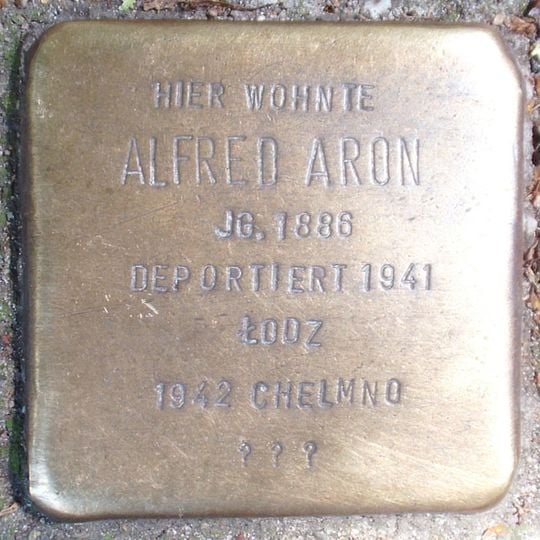 HIER WOHNTE
ALFRED ARON
JG. 1886
DEPORTIERT 1941
ŁODZ
1942 CHELMNO
? ? ?